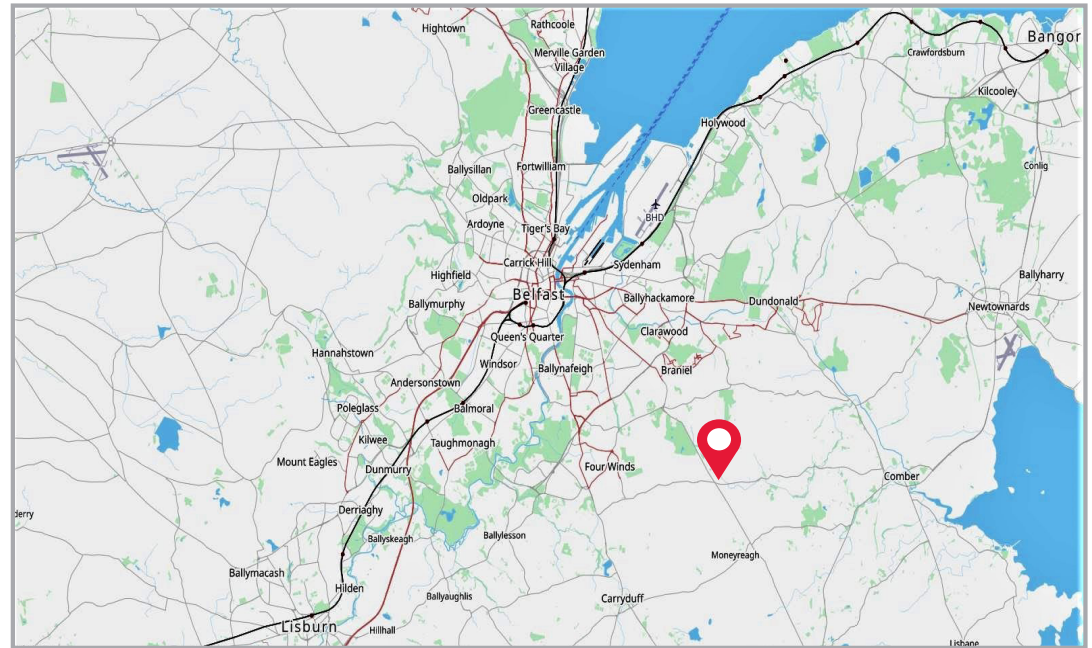 Hightown
Rathcoole
Bangor
Merville Garden
Village
Crawfordsburn
Kilcooley
Greencastle
Holywood
Ballysillan
Fortwilliam
Conlig
Oldpark
Ardoyne
Tiger's Bay
BHD
Carrick Hill
Sydenham
Highfield
Ballyharry
Belfast
Ballymurphy
Ballyhackamore
Dundonald
Newtownards
Queen's Quarter
Clarawood
Hannahstown
Windsor
Ballynafeigh
Braniel
Andersonstown
Poleglass
Balmoral
Kilwee
Taughmonagh
Mount Eagles
Dunmurry
Four Winds
Comber
derry
Derriaghy
Ballyskeagh
Ballylesson
Moneyreagh
Ballymacash
Hilden
Ballyaughlis
Carryduff
Lisburn
Hillhall
Lisbane